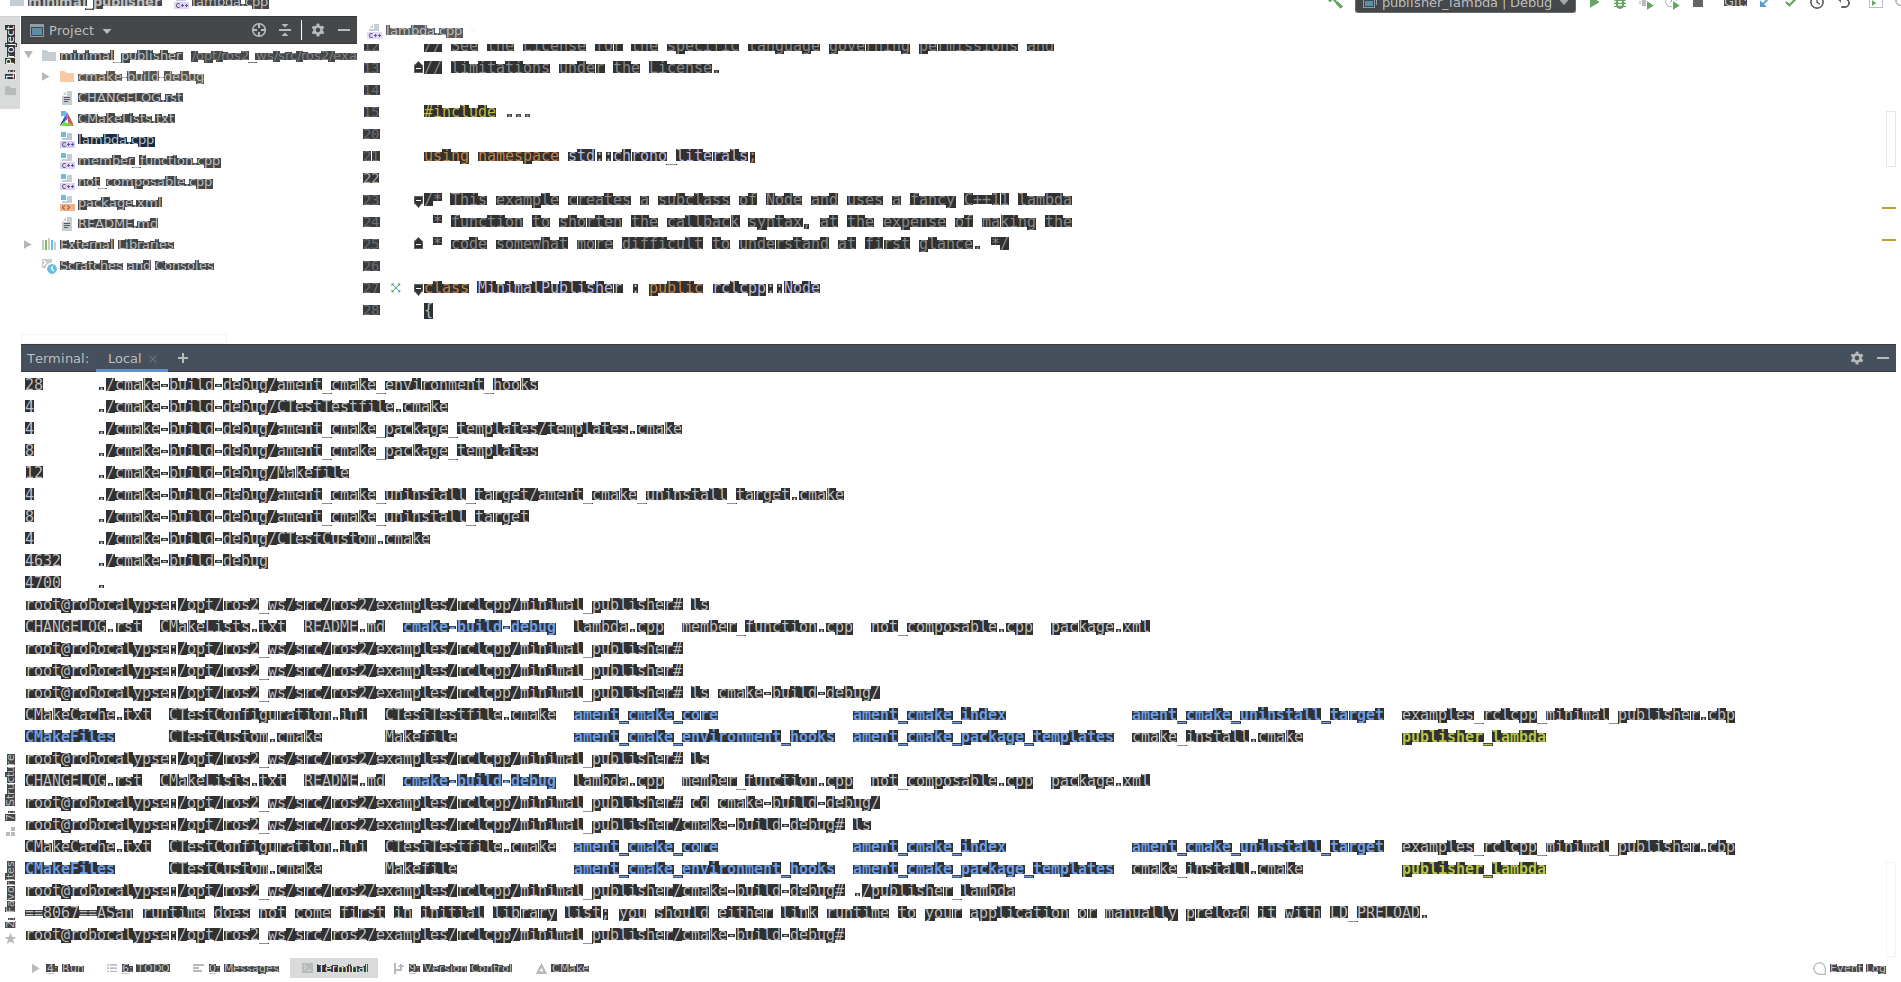 minimal_publisher lambda.cpp
publisher_lambda | Debug
Git:
Project
lambda.cpp
1: Project
minimal_publisher /opt/ros2_ws/src/ros2/exa
cmake-build-debug
CHANGELOG.rst
CMakeLists.txt
lambda.cpp
member_function.cpp
not_composable.cpp
package.xml
README.md
External Libraries
Scratches and Consoles
12 // See the License for the specific language governing permissions and
13 // limitations under the License.
14
15 #include ...
20
21 using namespace std::chrono_literals;
22
23 /* This example creates a subclass of Node and uses a fancy C++11 lambda
24 * function to shorten the callback syntax, at the expense of making the
25 * code somewhat more difficult to understand at first glance. */
26
27 class MinimalPublisher : public rclcpp::Node
28 {
Terminal: Local × +
28 ./cmake-build-debug/ament_cmake_environment_hooks
4 ./cmake-build-debug/CTestTestfile.cmake
4 ./cmake-build-debug/ament_cmake_package_templates/templates.cmake
8 ./cmake-build-debug/ament_cmake_package_templates
12 ./cmake-build-debug/Makefile
4 ./cmake-build-debug/ament_cmake_uninstall_target/ament_cmake_uninstall_target.cmake
8 ./cmake-build-debug/ament_cmake_uninstall_target
4 ./cmake-build-debug/CTestCustom.cmake
4632 ./cmake-build-debug
4700 .
root@robocalypse:/opt/ros2_ws/src/ros2/examples/rclcpp/minimal_publisher# ls
CHANGELOG.rst CMakeLists.txt README.md cmake-build-debug lambda.cpp member_function.cpp not_composable.cpp package.xml
root@robocalypse:/opt/ros2_ws/src/ros2/examples/rclcpp/minimal_publisher#
root@robocalypse:/opt/ros2_ws/src/ros2/examples/rclcpp/minimal_publisher#
root@robocalypse:/opt/ros2_ws/src/ros2/examples/rclcpp/minimal_publisher# ls cmake-build-debug/
CMakeCache.txt CTestConfiguration.ini CTestTestfile.cmake ament_cmake_core ament_cmake_index ament_cmake_uninstall_target examples_rclcpp_minimal_publisher.cbp
CMakeFiles CTestCustom.cmake Makefile ament_cmake_environment_hooks ament_cmake_package_templates cmake_install.cmake publisher_lambda
root@robocalypse:/opt/ros2_ws/src/ros2/examples/rclcpp/minimal_publisher# ls
CHANGELOG.rst CMakeLists.txt README.md cmake-build-debug lambda.cpp member_function.cpp not_composable.cpp package.xml
root@robocalypse:/opt/ros2_ws/src/ros2/examples/rclcpp/minimal_publisher# cd cmake-build-debug/
root@robocalypse:/opt/ros2_ws/src/ros2/examples/rclcpp/minimal_publisher/cmake-build-debug# ls
CMakeCache.txt CTestConfiguration.ini CTestTestfile.cmake ament_cmake_core ament_cmake_index ament_cmake_uninstall_target examples_rclcpp_minimal_publisher.cbp
CMakeFiles CTestCustom.cmake Makefile ament_cmake_environment_hooks ament_cmake_package_templates cmake_install.cmake publisher_lambda
root@robocalypse:/opt/ros2_ws/src/ros2/examples/rclcpp/minimal_publisher/cmake-build-debug# ./publisher_lambda
==8067==ASan runtime does not come first in initial library list; you should either link runtime to your application or manually preload it with LD_PRELOAD.
root@robocalypse:/opt/ros2_ws/src/ros2/examples/rclcpp/minimal_publisher/cmake-build-debug#
7: Structure
2: Favorites
4: Run 6: TODO 0: Messages Terminal 9: Version Control CMake Event Log